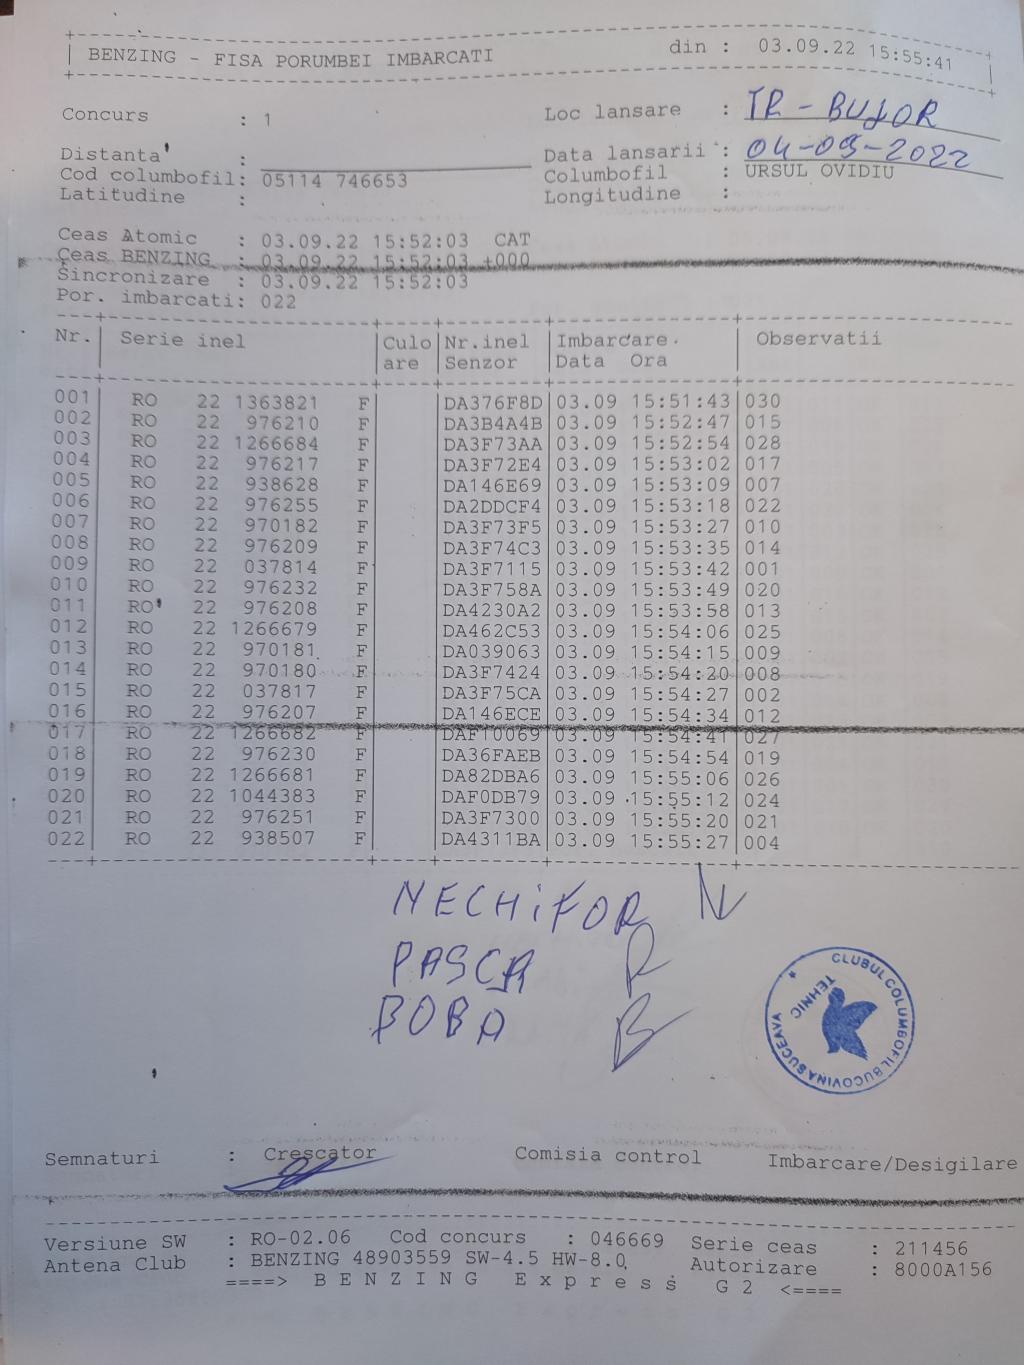 BENZING - FISA PORUMBEI IMBARCATI din : 03.09.22 15:55:41
Concurs : 1 Loc lansare : TR - BUJOR
Distanta : Data lansarii : 04-09-2022
Cod columbofil: 05114 746653 Columbofil : URSUL OVIDIU
Latitudine : Longitudine :
Ceas Atomic : 03.09.22 15:52:03 CAT
Ceas BENZING : 03.09.22 15:52:03 +000
Sincronizare : 03.09.22 15:52:03
Por. imbarcati: 022
Nr. Serie inel Culo Nr.inel Imbarcare Observatii
are Senzor Data Ora
001 RO 22 1363821 F DA376F8D 03.09 15:51:43 030
002 RO 22 976210 F DA3B4A4B 03.09 15:52:47 015
003 RO 22 1266684 F DA3F73AA 03.09 15:52:54 028
004 RO 22 976217 F DA3F72E4 03.09 15:53:02 017
005 RO 22 938628 F DA146E69 03.09 15:53:09 007
006 RO 22 976255 F DA2DDCF4 03.09 15:53:18 022
007 RO 22 970182 F DA3F73F5 03.09 15:53:27 010
008 RO 22 976209 F DA3F74C3 03.09 15:53:35 014
009 RO 22 037814 F DA3F7115 03.09 15:53:42 001
010 RO 22 976232 F DA3F758A 03.09 15:53:49 020
011 RO 22 976208 F DA4230A2 03.09 15:53:58 013
012 RO 22 1266679 F DA462C53 03.09 15:54:06 025
013 RO 22 970181 F DA039063 03.09 15:54:15 009
014 RO 22 970180 F DA3F7424 03.09 15:54:20 008
015 RO 22 037817 F DA3F75CA 03.09 15:54:27 002
016 RO 22 976207 F DA146ECE 03.09 15:54:34 012
017 RO 22 1266682 F DAF10069 03.09 15:54:41 027
018 RO 22 976230 F DA36FAEB 03.09 15:54:54 019
019 RO 22 1266681 F DA82DBA6 03.09 15:55:06 026
020 RO 22 1044383 F DAF0DB79 03.09 15:55:12 024
021 RO 22 976251 F DA3F7300 03.09 15:55:20 021
022 RO 22 938507 F DA4311BA 03.09 15:55:27 004
NECHIFOR
PASCA
BOBA
CLUBUL COLUMBOFIL BUCOVINA SUCEAVA
TEHNIC
Semnaturi : Crescator Comisia control Imbarcare/Desigilare
Versiune SW : RO-02.06 Cod concurs : 046669 Serie ceas : 211456
Antena Club : BENZING 48903559 SW-4.5 HW-8.0 Autorizare : 8000A156
====> B E N Z I N G E x p r e s s G 2 <====